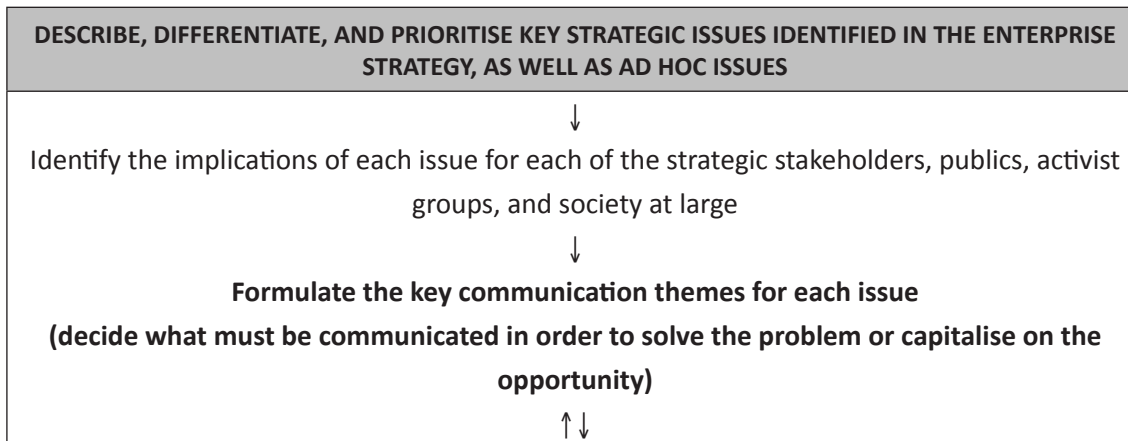 DESCRIBE, DIFFERENTIATE, AND PRIORITISE KEY STRATEGIC ISSUES IDENTIFIED IN THE ENTERPRISE
STRATEGY, AS WELL AS AD HOC ISSUES
↓
Identify the implications of each issue for each of the strategic stakeholders, publics, activist
groups, and society at large
↓
Formulate the key communication themes for each issue
(decide what must be communicated in order to solve the problem or capitalise on the
opportunity)
↑↓